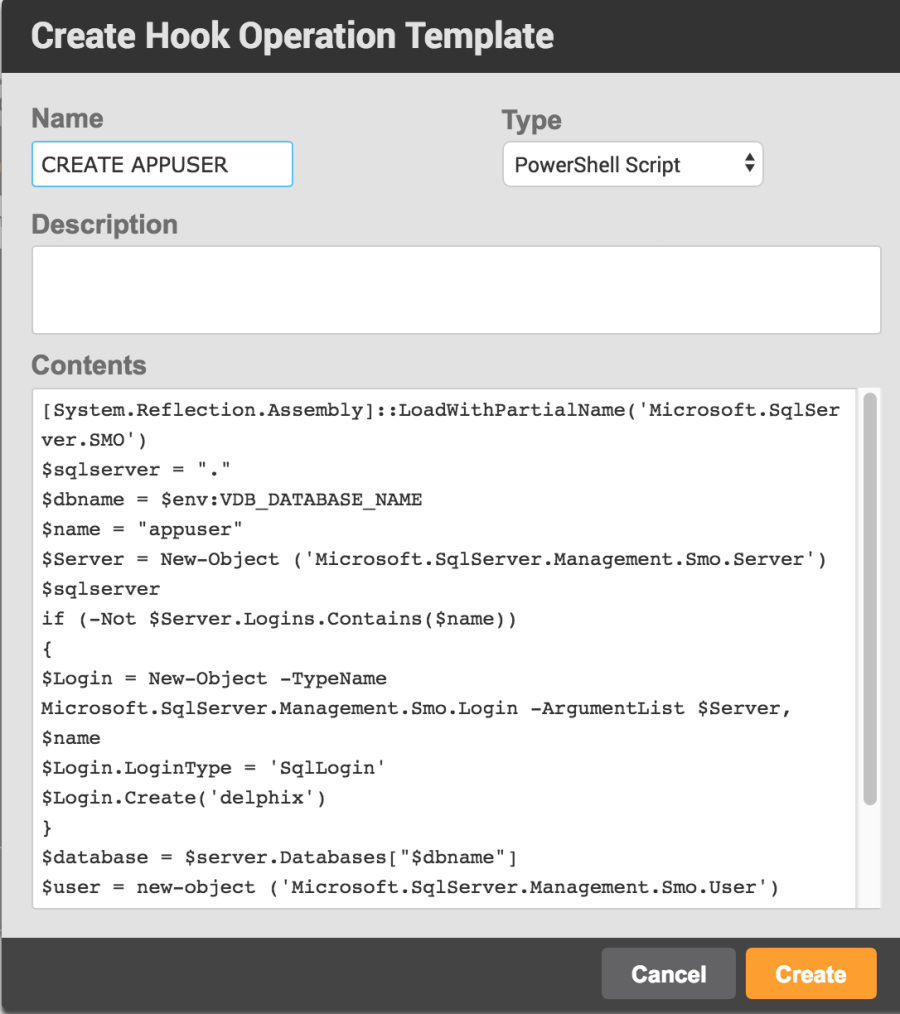 Create Hook Operation Template
Name
Type
CREATE APPUSER
PowerShell Script
Description
Contents
[System.Reflection.Assembly]::LoadWithPartialName('Microsoft.SqlSer
ver.SMO')
$sqlserver = "."
$dbname = $env:VDB_DATABASE_NAME
$name = "appuser"
$Server = New-Object ('Microsoft.SqlServer.Management.Smo.Server')
$sqlserver
if (-Not $Server.Logins.Contains($name))
{
$Login = New-Object -TypeName
Microsoft.SqlServer.Management.Smo.Login -ArgumentList $Server,
$name
$Login.LoginType = 'SqlLogin'
$Login.Create('delphix')
}
$database = $server.Databases["$dbname"]
$user = new-object ('Microsoft.SqlServer.Management.Smo.User')
Cancel
Create